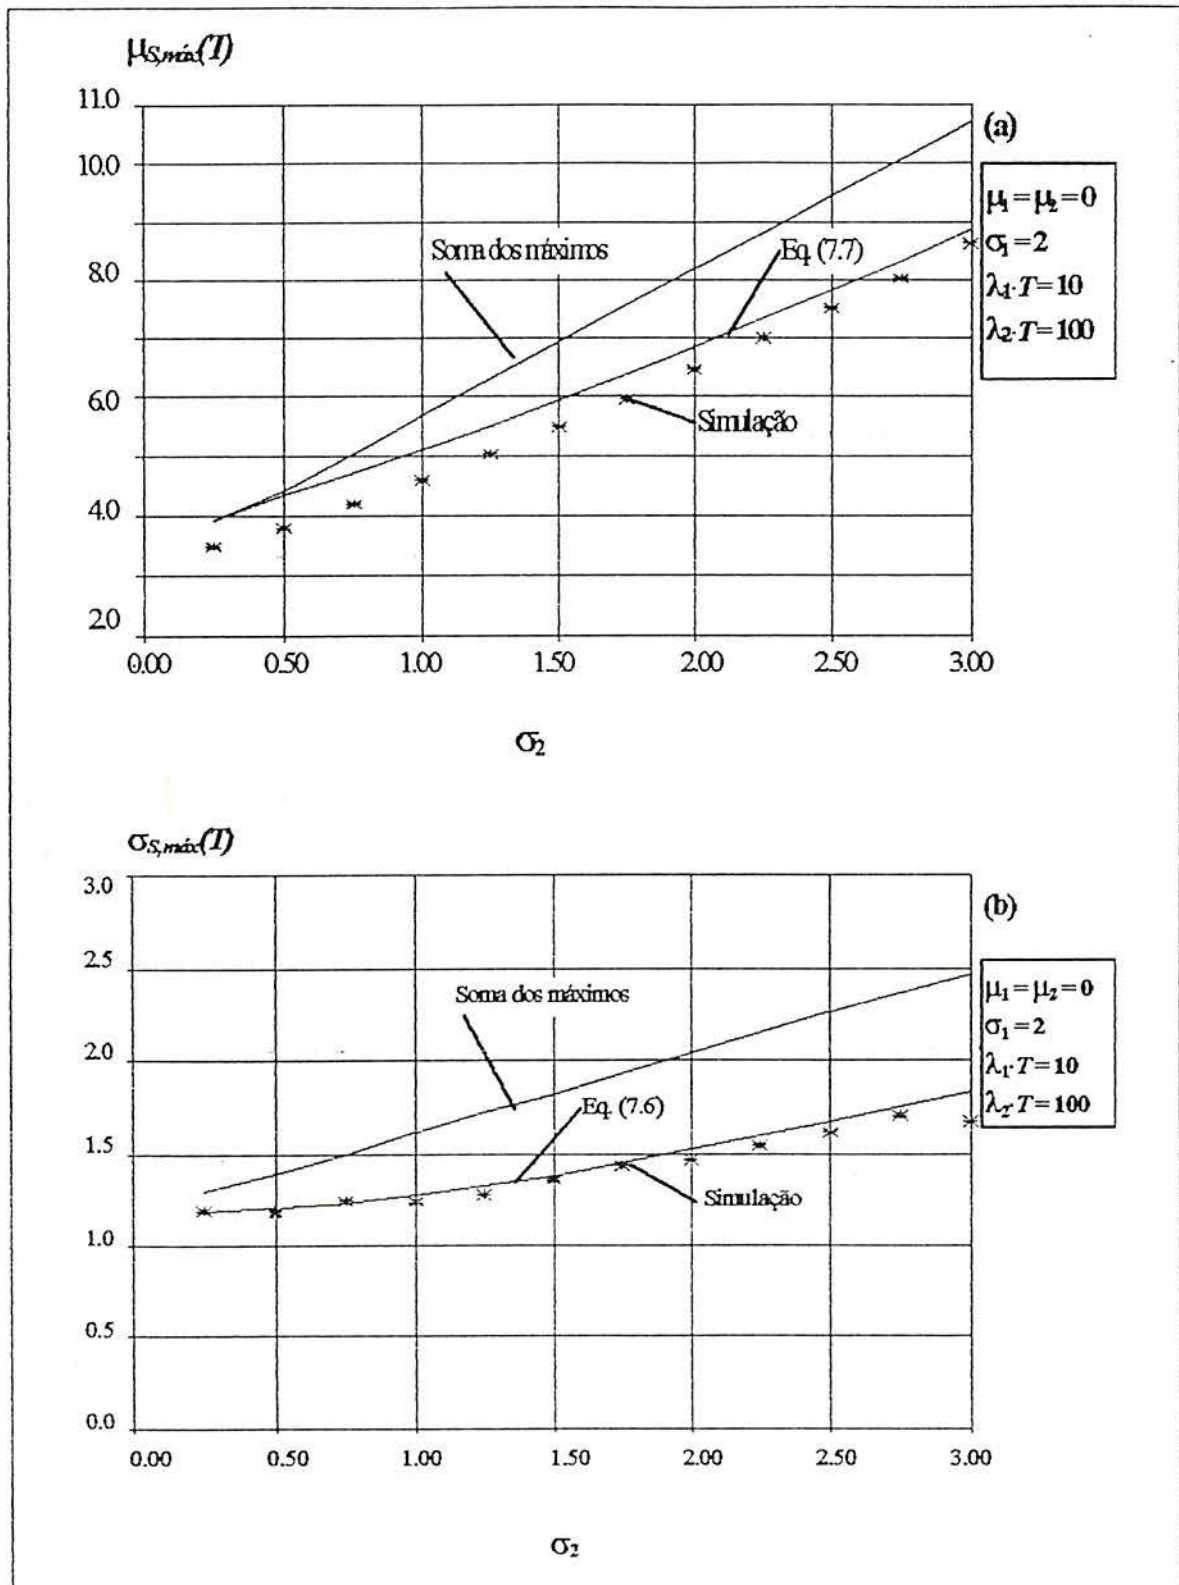 μS,máx(T)
11.0
10.0
8.0
6.0
4.0
2.0
0.00 0.50 1.00 1.50 2.00 2.50 3.00
σ2
Soma dos máximos
Eq. (7.7)
Simulação
(a)
μ1 = μ2 = 0
σ1 = 2
λ1·T = 10
λ2·T = 100
σS,máx(T)
3.0
2.5
2.0
1.5
1.0
0.5
0.0
0.00 0.50 1.00 1.50 2.00 2.50 3.00
σ2
Soma dos máximos
Eq. (7.6)
Simulação
(b)
μ1 = μ2 = 0
σ1 = 2
λ1·T = 10
λ2·T = 100